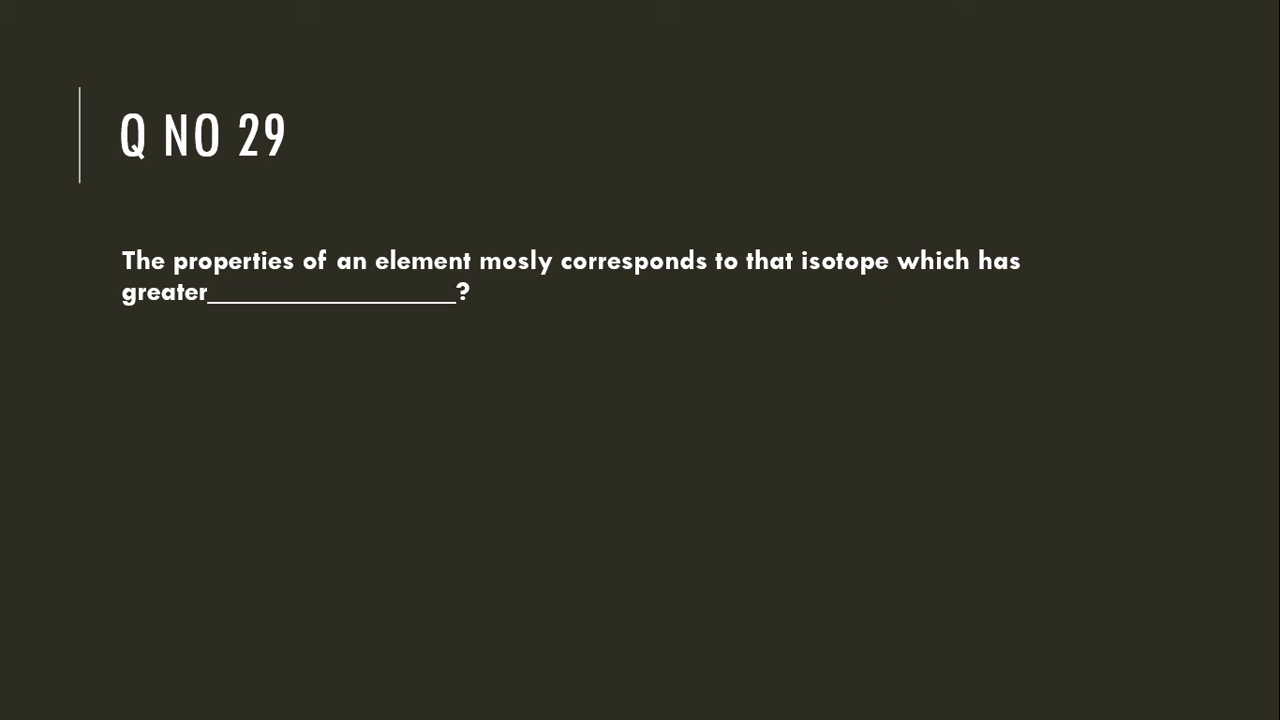 Q NO 29
The properties of an element mosly corresponds to that isotope which has
greater__________________?